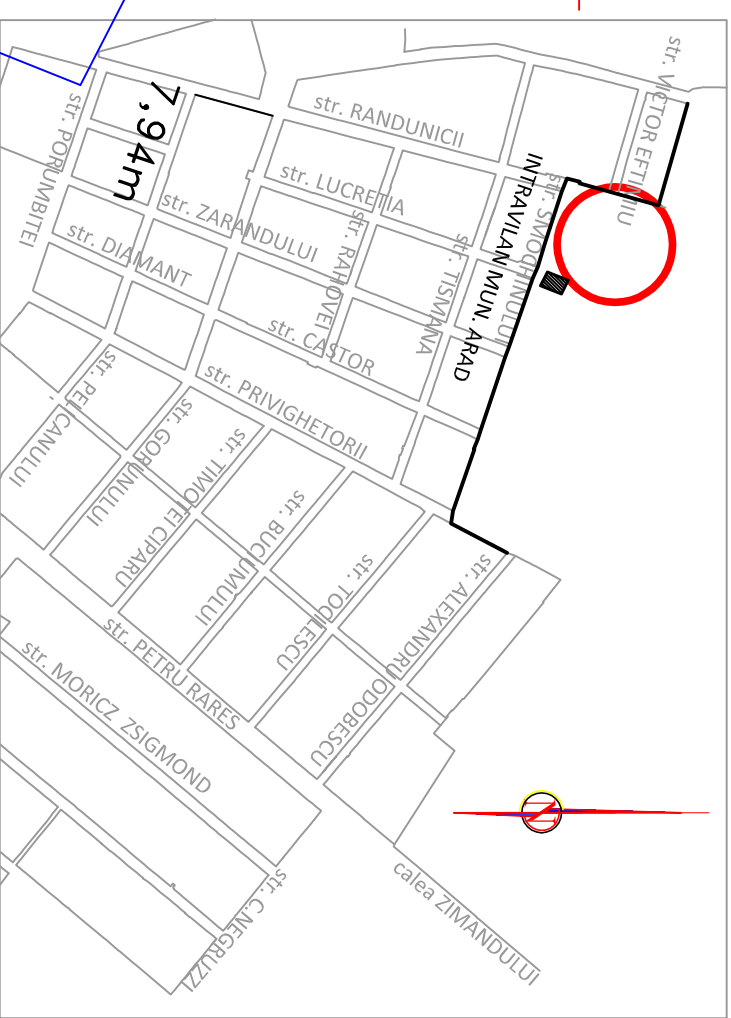 str. VICTOR EFTIMIU
str. RANDUNICII
7,94m
str. PORUMBITEI
str. LUCRETIA
INTRAVILAN MUN. ARAD
str. SMOCHINULUI
str. ZARANDULUI
str. RAHOVEI
str. DIAMANT
str. TISMANA
str. CASTOR
str. PRIVIGHETORII
str. PELICANULUI
str. GORUNULUI
str. TIMOTEI CIPARU
str. BUCIUMULUI
str. TOCILESCU
str. ALEXANDRU ODOBESCU
str. PETRU RARES
str. MORICZ ZSIGMOND
N
str. C.NEGRUZZI
calea ZIMANDULUI